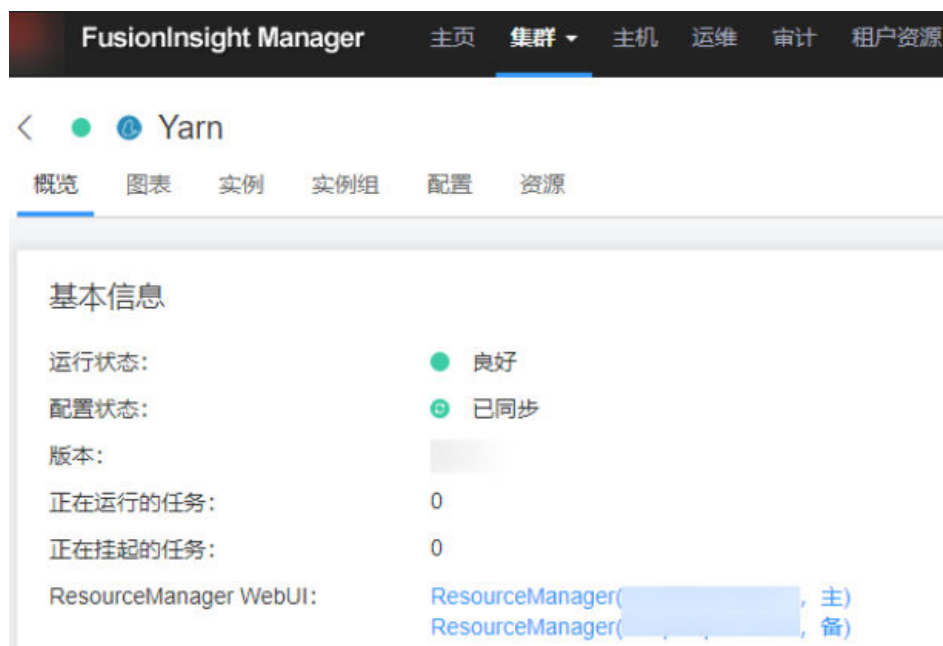 FusionInsight Manager 主页 集群 主机 运维 审计 租户资源
Yarn
概览 图表 实例 实例组 配置 资源
基本信息
运行状态： 良好
配置状态： 已同步
版本：
正在运行的任务： 0
正在挂起的任务： 0
ResourceManager WebUI： ResourceManager( ，主)
ResourceManager( ，备)